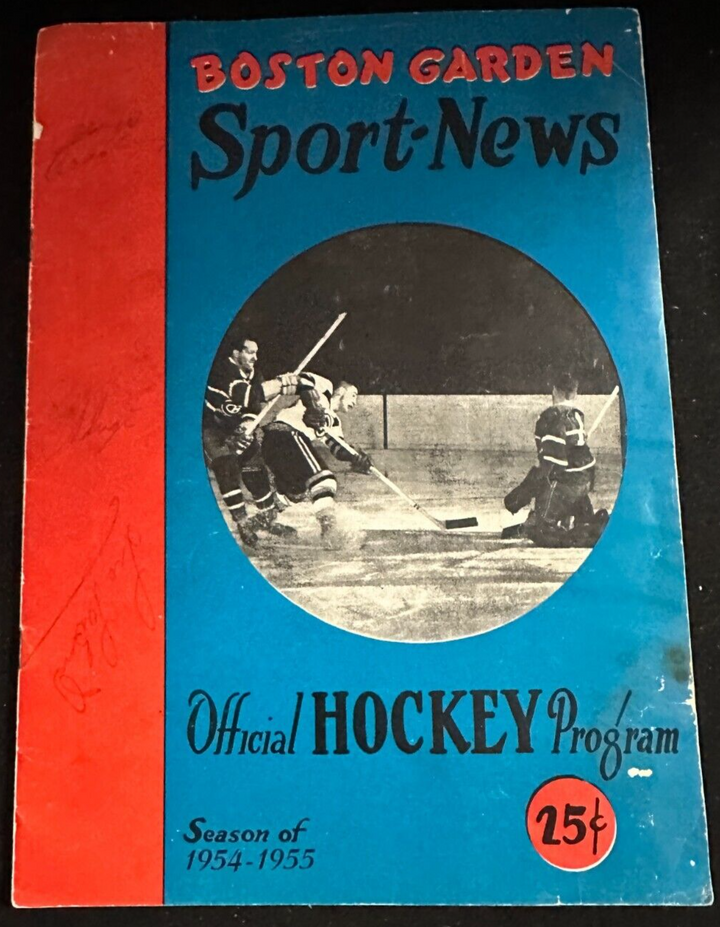 BOSTON GARDEN
Sport-News
Official HOCKEY Program
25¢
Season of
1954-1955